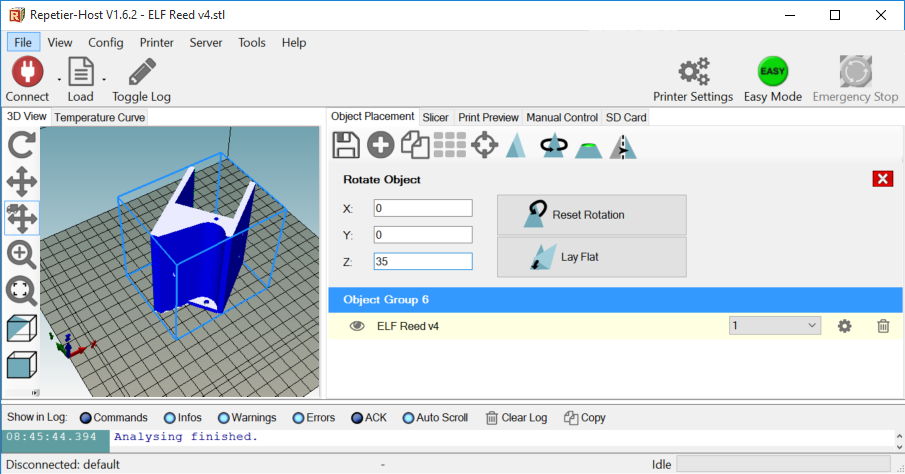 Repetier-Host V1.6.2 - ELF Reed v4.stl
File View Config Printer Server Tools Help
Connect Load Toggle Log Printer Settings EASY Easy Mode Emergency Stop
3D View Temperature Curve Object Placement Slicer Print Preview Manual Control SD Card
Rotate Object
X: 0 Reset Rotation
Y: 0
Z: 35 Lay Flat
Object Group 6
ELF Reed v4 1
Show in Log: Commands Infos Warnings Errors ACK Auto Scroll Clear Log Copy
08:45:44.394 Analysing finished.
Disconnected: default - Idle